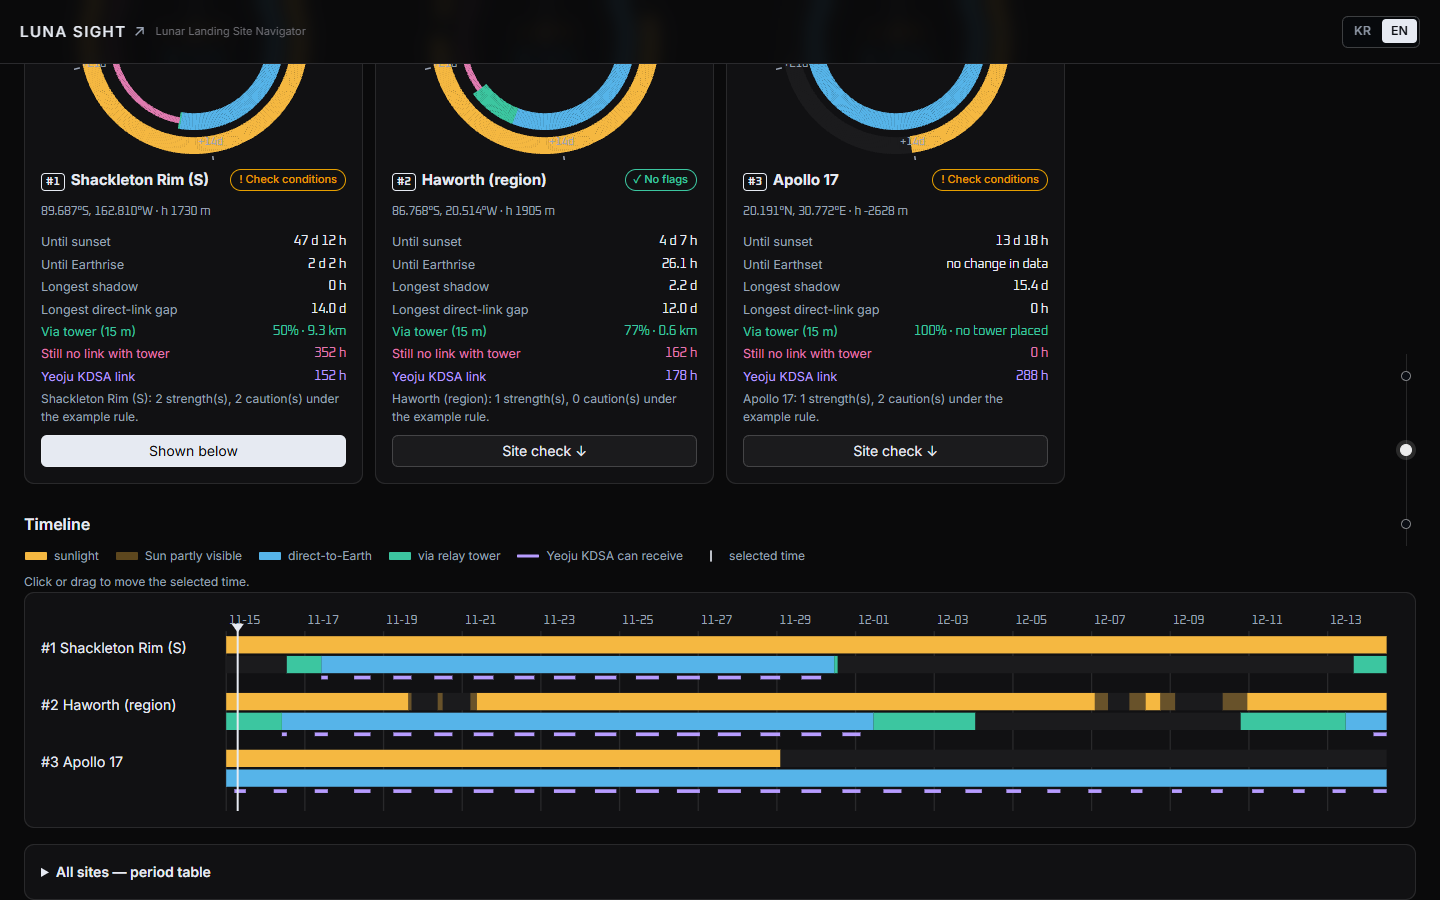 LUNA SIGHT ↗ Lunar Landing Site Navigator
KR EN
+140
+140
+140
#1 Shackleton Rim (S) ! Check conditions
89.687°S, 162.810°W · h 1730 m
Until sunset 47 d 12 h
Until Earthrise 2 d 2 h
Longest shadow 0 h
Longest direct-link gap 14.0 d
Via tower (15 m) 50% · 9.3 km
Still no link with tower 352 h
Yeoju KDSA link 152 h
Shackleton Rim (S): 2 strength(s), 2 caution(s) under
the example rule.
Shown below
#2 Haworth (region) ✓ No flags
86.768°S, 20.514°W · h 1905 m
Until sunset 4 d 7 h
Until Earthrise 26.1 h
Longest shadow 2.2 d
Longest direct-link gap 12.0 d
Via tower (15 m) 77% · 0.6 km
Still no link with tower 162 h
Yeoju KDSA link 178 h
Haworth (region): 1 strength(s), 0 caution(s) under
the example rule.
Site check ↓
#3 Apollo 17 ! Check conditions
20.191°N, 30.772°E · h -2628 m
Until sunset 13 d 18 h
Until Earthset no change in data
Longest shadow 15.4 d
Longest direct-link gap 0 h
Via tower (15 m) 100% · no tower placed
Still no link with tower 0 h
Yeoju KDSA link 288 h
Apollo 17: 1 strength(s), 2 caution(s) under the
example rule.
Site check ↓
Timeline
sunlight Sun partly visible direct-to-Earth via relay tower Yeoju KDSA can receive selected time
Click or drag to move the selected time.
11-15 11-17 11-19 11-21 11-23 11-25 11-27 11-29 12-01 12-03 12-05 12-07 12-09 12-11 12-13
#1 Shackleton Rim (S)
#2 Haworth (region)
#3 Apollo 17
▶ All sites — period table